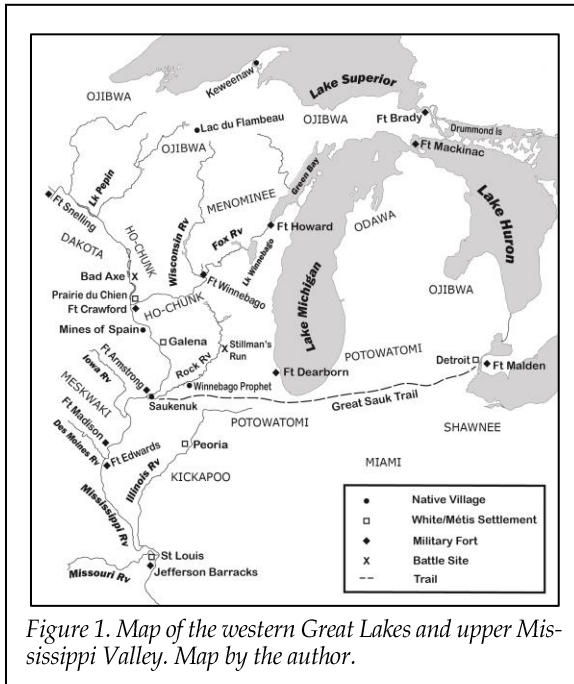 Keweenaw
Lake Superior
OJIBWA
OJIBWA
Ft Brady
Lac du Flambeau
Drummond Is
OJIBWA
Ft Mackinac
Lk Pepin
Green Bay
Ft Snelling
MENOMINEE
Lake Huron
ODAWA
HO-CHUNK
Wisconsin Rv
Fox Rv
Ft Howard
DAKOTA
Lk Winnebago
Bad Axe
Ft Winnebago
OJIBWA
Prairie du Chien
HO-CHUNK
Ft Crawford
Lake Michigan
Mines of Spain
Galena
Stillman's
Run
POTOWATOMI
Detroit
Ft Malden
Ft Armstrong
Rock Rv
Ft Dearborn
Iowa Rv
Winnebago Prophet
MESKWAKI
Saukenuk
Great Sauk Trail
Ft Madison
POTOWATOMI
SHAWNEE
Des Moines Rv
Peoria
Ft Edwards
Illinois Rv
MIAMI
KICKAPOO
Mississippi Rv
Native Village
White/Métis Settlement
Military Fort
Battle Site
Trail
St Louis
Jefferson Barracks
Missouri Rv
Figure 1. Map of the western Great Lakes and upper Mis-
sissippi Valley. Map by the author.